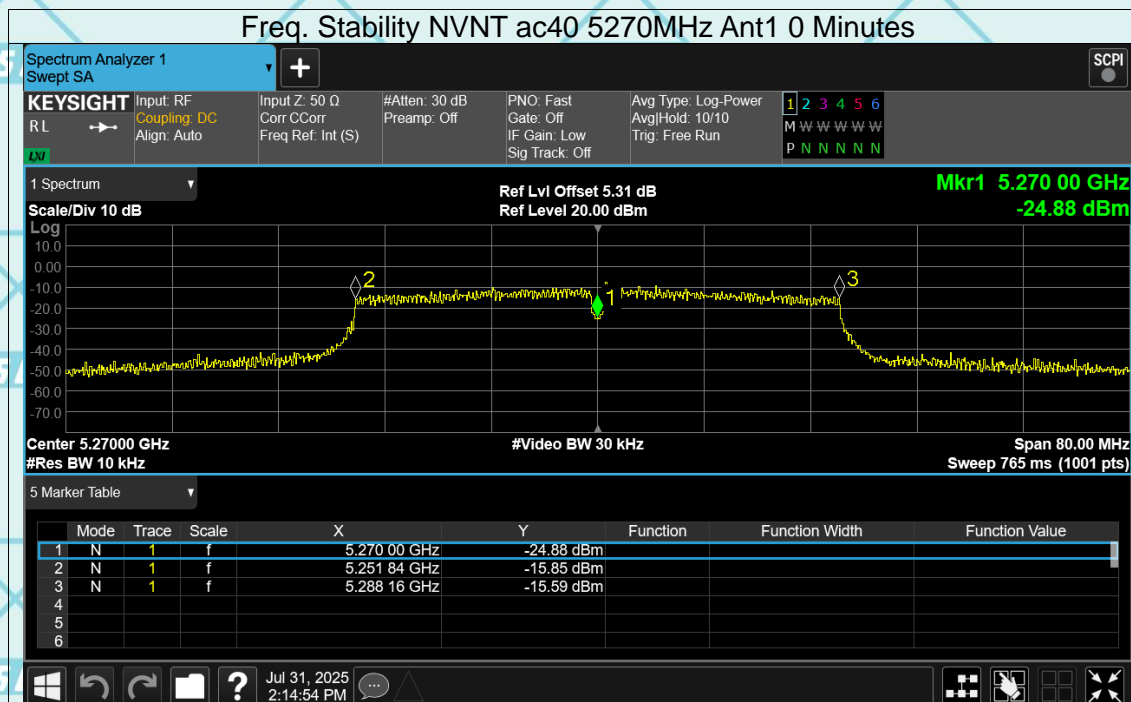 Freq. Stability NVNT ac40 5270MHz Ant1 0 Minutes
Spectrum Analyzer 1
Swept SA
+
SCPI
KEYSIGHT
RL
LXI
Input: RF
Coupling: DC
Align: Auto
Input Z: 50 Ω
Corr CCorr
Freq Ref: Int (S)
#Atten: 30 dB
Preamp: Off
PNO: Fast
Gate: Off
IF Gain: Low
Sig Track: Off
Avg Type: Log-Power
Avg|Hold: 10/10
Trig: Free Run
1 2 3 4 5 6
M W W W W W
P N N N N N
1 Spectrum
Scale/Div 10 dB
Ref Lvl Offset 5.31 dB
Ref Level 20.00 dBm
Mkr1 5.270 00 GHz
-24.88 dBm
Log
10.0
0.00
-10.0
-20.0
-30.0
-40.0
-50.0
-60.0
-70.0
2
1
3
Center 5.27000 GHz
#Video BW 30 kHz
Span 80.00 MHz
#Res BW 10 kHz
Sweep 765 ms (1001 pts)
5 Marker Table
Mode Trace Scale X Y Function Function Width Function Value
1 N 1 f 5.270 00 GHz -24.88 dBm
2 N 1 f 5.251 84 GHz -15.85 dBm
3 N 1 f 5.288 16 GHz -15.59 dBm
4
5
6
?
Jul 31, 2025
2:14:54 PM